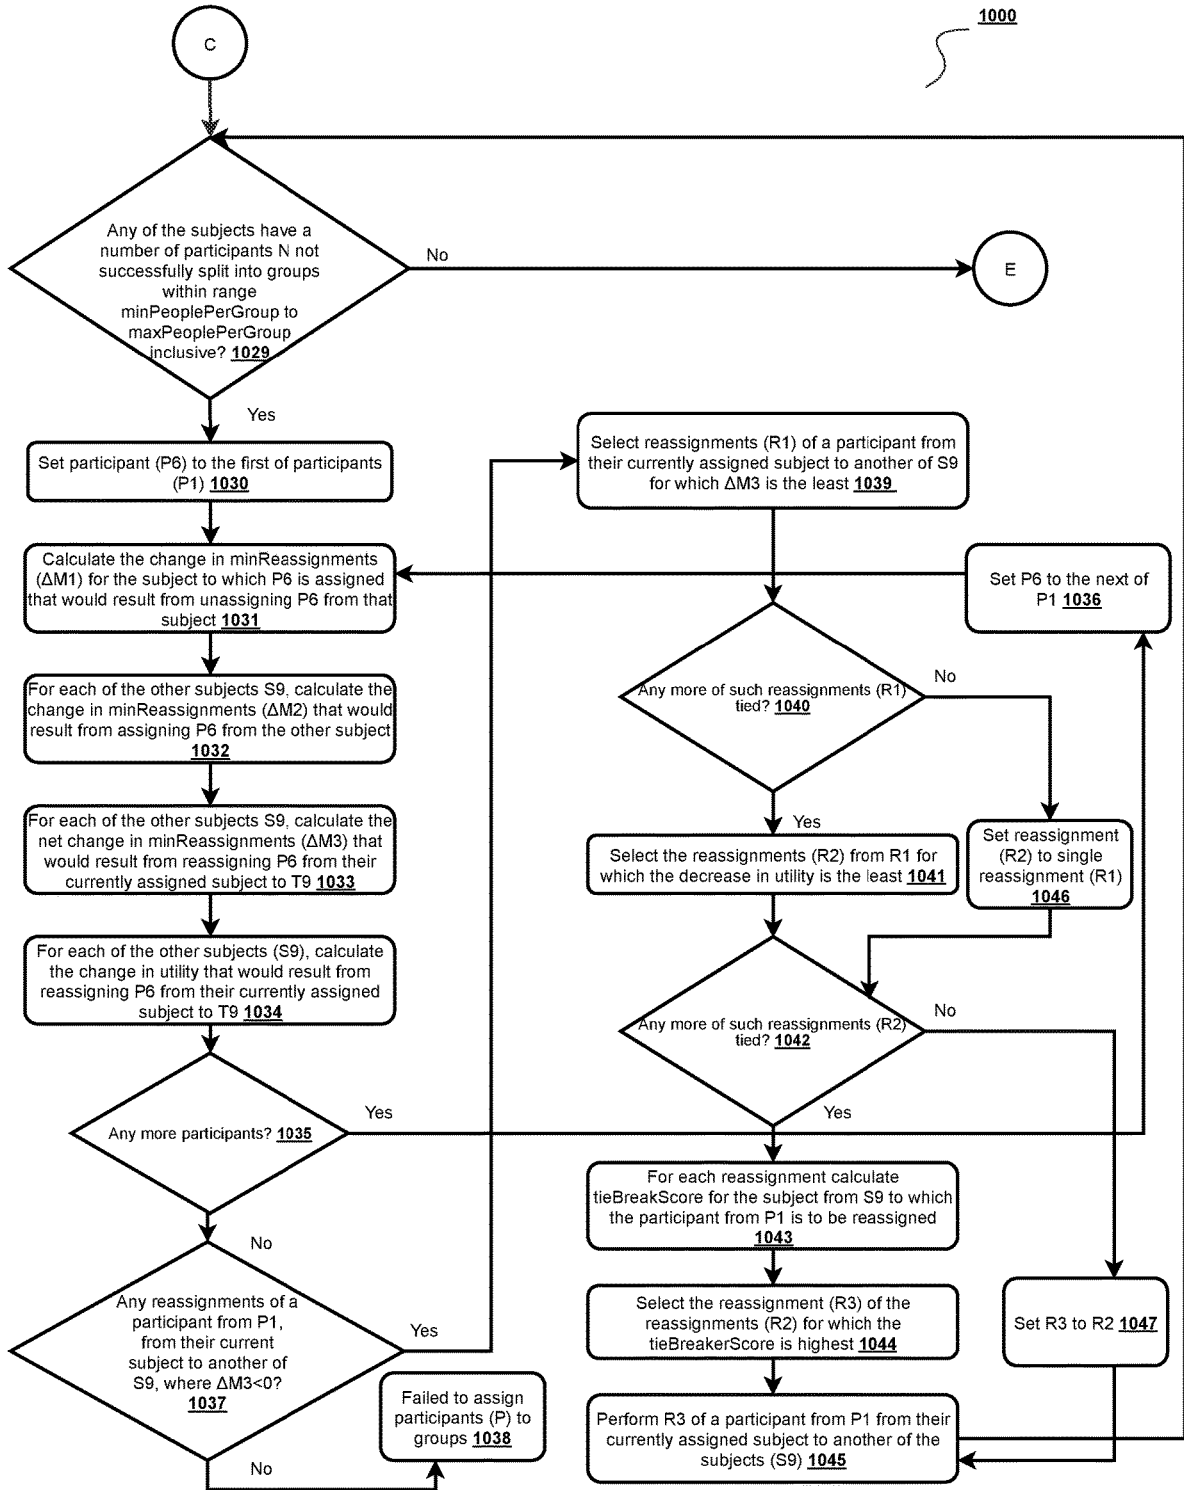 1000
C
Any of the subjects have a
number of participants N not
successfully split into groups
within range
minPeoplePerGroup to
maxPeoplePerGroup
inclusive? 1029
No
E
Yes
Set participant (P6) to the first of participants
(P1) 1030
Calculate the change in minReassignments
(ΔM1) for the subject to which P6 is assigned
that would result from unassigning P6 from that
subject 1031
For each of the other subjects S9, calculate the
change in minReassignments (ΔM2) that would
result from assigning P6 from the other subject
1032
For each of the other subjects S9, calculate the
net change in minReassignments (ΔM3) that
would result from reassigning P6 from their
currently assigned subject to T9 1033
For each of the other subjects (S9), calculate
the change in utility that would result from
reassigning P6 from their currently assigned
subject to T9 1034
Any more participants? 1035
Yes
No
Any reassignments of a
participant from P1,
from their current
subject to another of
S9, where ΔM3<0?
1037
Yes
No
Failed to assign
participants (P) to
groups 1038
Select reassignments (R1) of a participant from
their currently assigned subject to another of S9
for which ΔM3 is the least 1039
Set P6 to the next of
P1 1036
Any more of such reassignments (R1)
tied? 1040
No
Yes
Set reassignment
(R2) to single
reassignment (R1)
1046
Select the reassignments (R2) from R1 for
which the decrease in utility is the least 1041
Any more of such reassignments (R2)
tied? 1042
No
Yes
For each reassignment calculate
tieBreakScore for the subject from S9 to which
the participant from P1 is to be reassigned
1043
Select the reassignment (R3) of the
reassignments (R2) for which the
tieBreakerScore is highest 1044
Set R3 to R2 1047
Perform R3 of a participant from P1 from their
currently assigned subject to another of the
subjects (S9) 1045